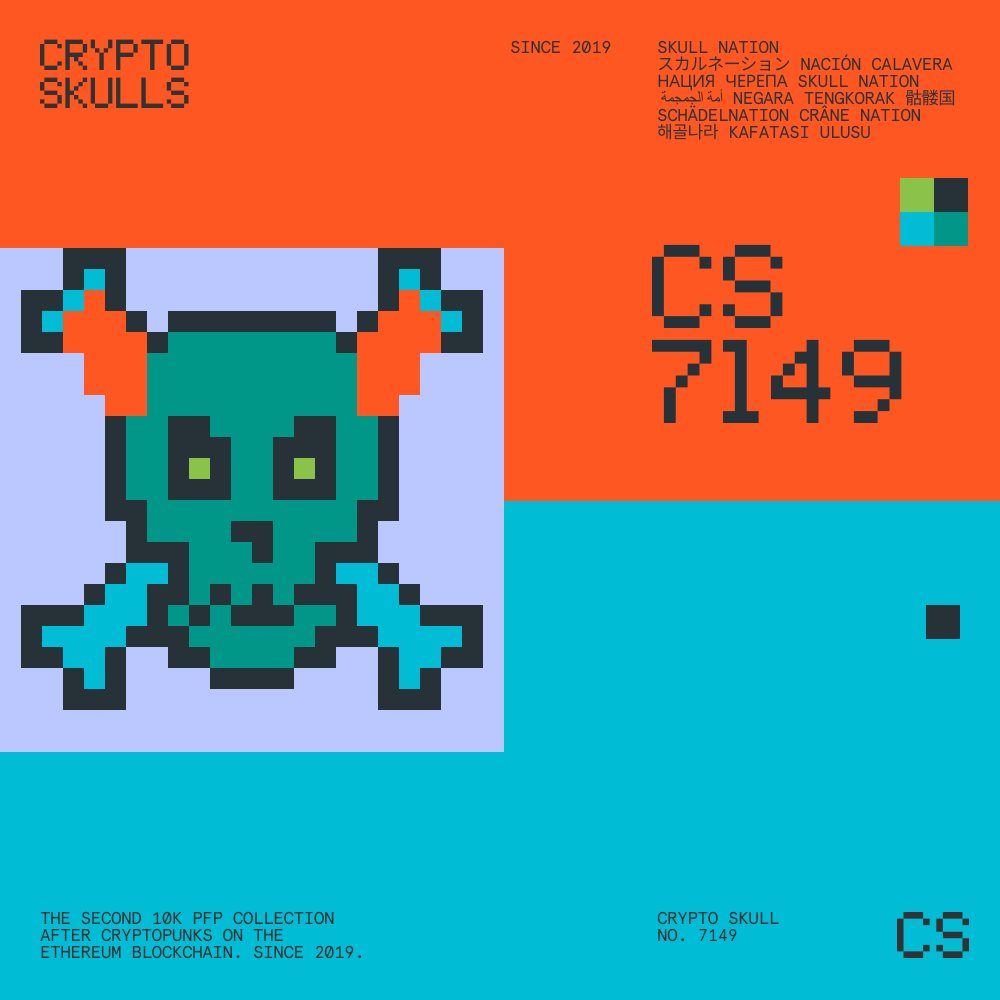 CRYPTO
SKULLS
SINCE 2019
SKULL NATION
スカルネーション NACIÓN CALAVERA
НАЦИЯ ЧЕРЕПА SKULL NATION
أمة الجمجمة NEGARA TENGKORAK 骷髅国
SCHÄDELNATION CRÂNE NATION
해골나라 KAFATASI ULUSU
CS
7149
THE SECOND 10K PFP COLLECTION
AFTER CRYPTOPUNKS ON THE
ETHEREUM BLOCKCHAIN. SINCE 2019.
CRYPTO SKULL
NO. 7149
CS